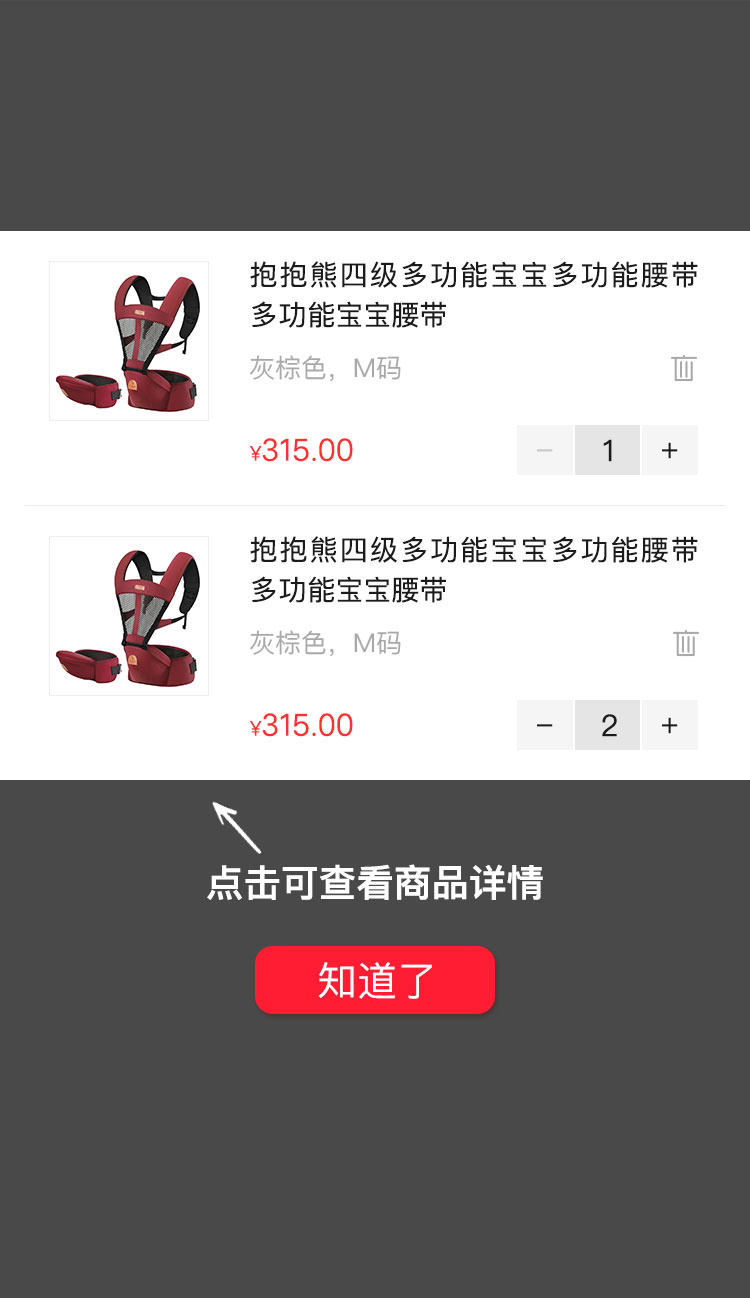 抱抱熊四级多功能宝宝多功能腰带
多功能宝宝腰带
灰棕色，M码
¥315.00
− 1 +
抱抱熊四级多功能宝宝多功能腰带
多功能宝宝腰带
灰棕色，M码
¥315.00
− 2 +
点击可查看商品详情
知道了